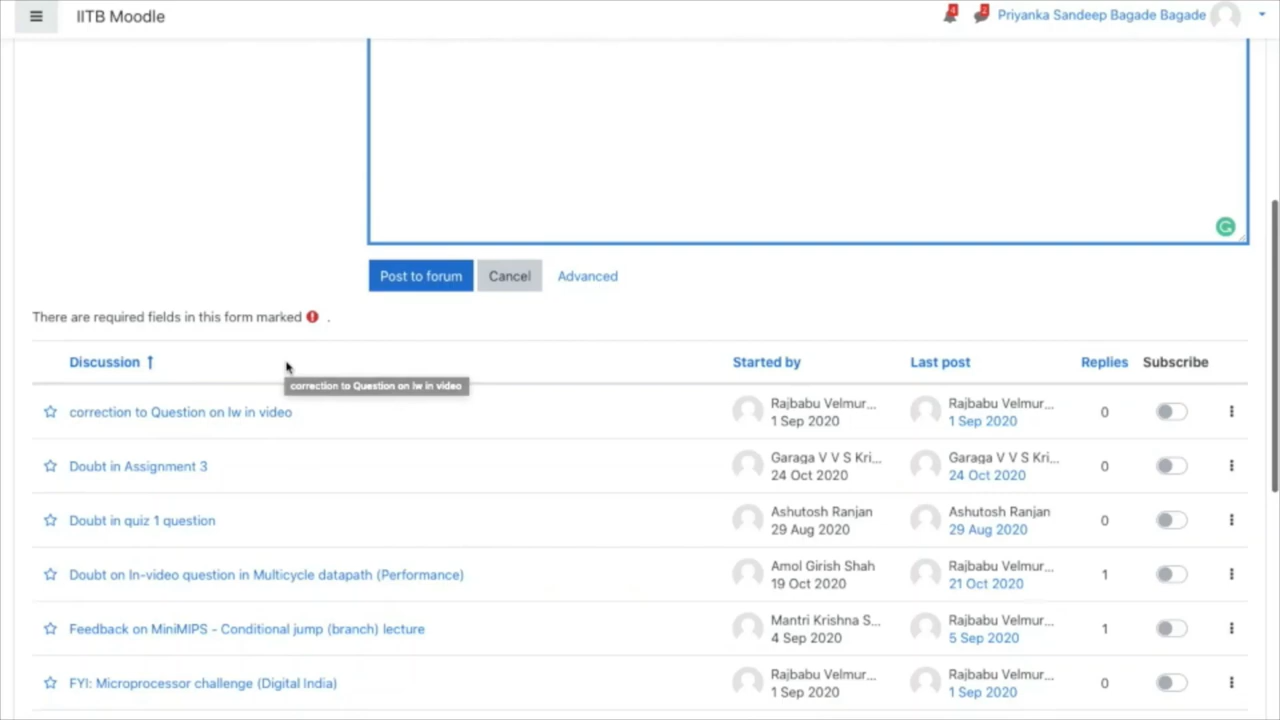 IITB Moodle
4
2
Priyanka Sandeep Bagade Bagade
Post to forum
Cancel
Advanced
There are required fields in this form marked .
Discussion ↑
Started by
Last post
Replies
Subscribe
correction to Question on lw in video
correction to Question on lw in video
Rajbabu Velmur...
1 Sep 2020
Rajbabu Velmur...
1 Sep 2020
0
Doubt in Assignment 3
Garaga V V S Kri...
24 Oct 2020
Garaga V V S Kri...
24 Oct 2020
0
Doubt in quiz 1 question
Ashutosh Ranjan
29 Aug 2020
Ashutosh Ranjan
29 Aug 2020
0
Doubt on In-video question in Multicycle datapath (Performance)
Amol Girish Shah
19 Oct 2020
Rajbabu Velmur...
21 Oct 2020
1
Feedback on MiniMIPS - Conditional jump (branch) lecture
Mantri Krishna S...
4 Sep 2020
Rajbabu Velmur...
5 Sep 2020
1
FYI: Microprocessor challenge (Digital India)
Rajbabu Velmur...
1 Sep 2020
Rajbabu Velmur...
1 Sep 2020
0